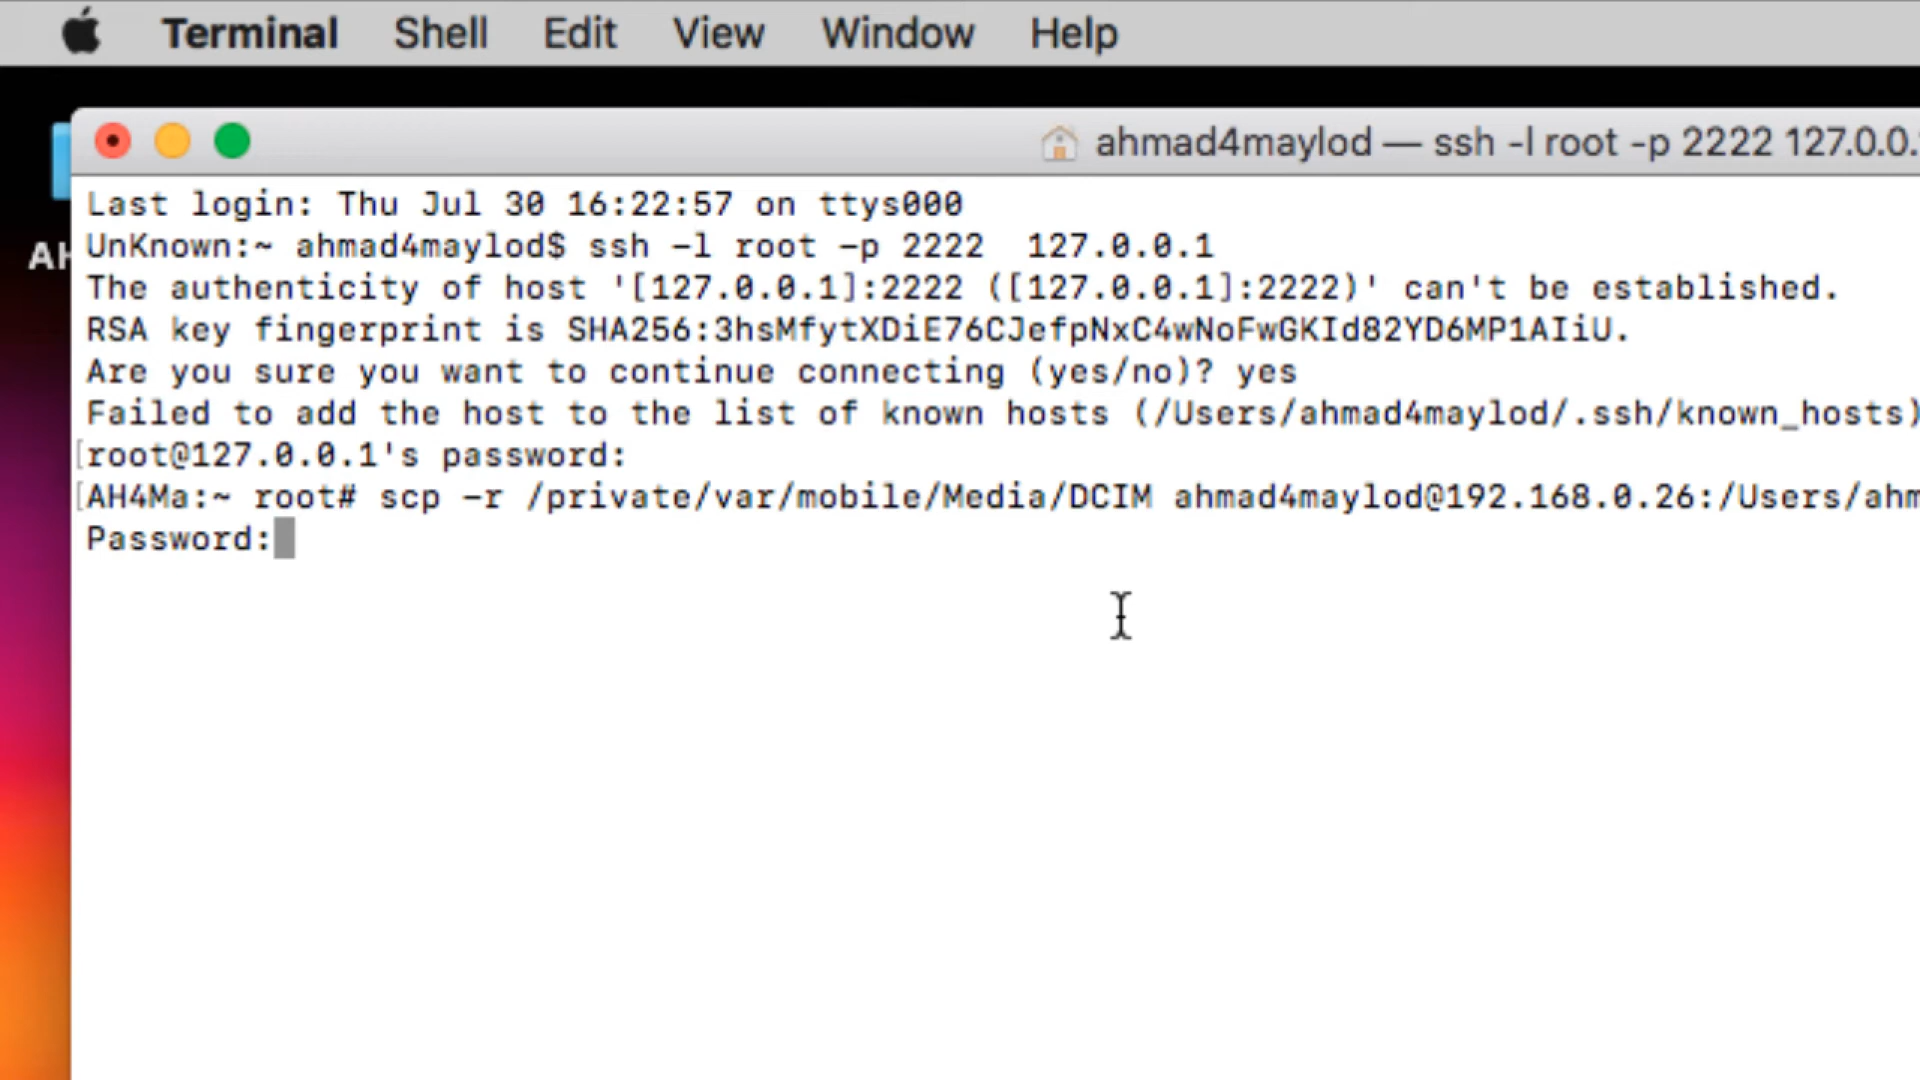 Terminal Shell Edit View Window Help
ahmad4maylod — ssh -l root -p 2222 127.0.0.
Last login: Thu Jul 30 16:22:57 on ttys000
UnKnown:~ ahmad4maylod$ ssh -l root -p 2222  127.0.0.1
The authenticity of host '[127.0.0.1]:2222 ([127.0.0.1]:2222)' can't be established.
RSA key fingerprint is SHA256:3hsMfytXDiE76CJefpNxC4wNoFwGKId82YD6MP1AIiU.
Are you sure you want to continue connecting (yes/no)? yes
Failed to add the host to the list of known hosts (/Users/ahmad4maylod/.ssh/known_hosts)
[root@127.0.0.1's password:
[AH4Ma:~ root# scp -r /private/var/mobile/Media/DCIM ahmad4maylod@192.168.0.26:/Users/ahm
Password:
AH